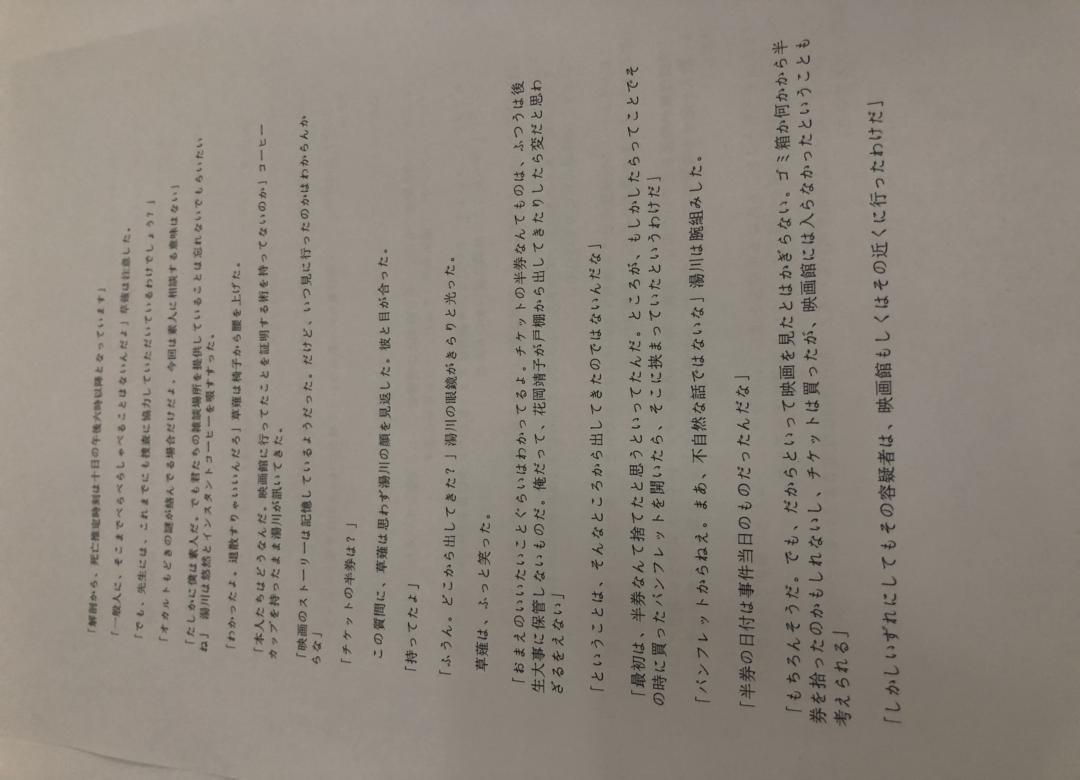 「解剖から、死亡推定時刻は十日の午後六時以降となっています」
「一般人に、そこまでべらべらしゃべることはないんだよ」草薙は注意した。
「でも、先生には、これまでにも捜査に協力していただいているわけでしょう？」
「オカルトもどきの謎が絡んでる場合だけだよ。今回は素人に相談する意味はない」
「たしかに僕は素人だ。でも君たちの雑談場所を提供していることは忘れないでもらいたい
ね」湯川は悠然とインスタントコーヒーを啜すすった。
「わかったよ。退散すりゃいいんだろ」草薙は椅子から腰を上げた。
「本人たちはどうなんだ。映画館に行ってたことを証明する術を持ってないのか」コーヒー
カップを持ったまま湯川が訊いてきた。
「映画のストーリーは記憶しているようだった。だけど、いつ見に行ったのかはわからんか
らな」
「チケットの半券は？」
この質問に、草薙は思わず湯川の顔を見返した。彼と目が合った。
「持ってたよ」
「ふうん。どこから出してきた？」湯川の眼鏡がきらりと光った。
草薙は、ふっと笑った。
「おまえのいいたいことぐらいはわかってるよ。チケットの半券なんてものは、ふつうは後
生大事に保管しないものだ。俺だって、花岡靖子が戸棚から出してきたりしたら変だと思わ
ざるをえない」
「ということは、そんなところから出してきたのではないんだな」
「最初は、半券なんて捨てたと思うといってたんだ。ところが、もしかしたらってことでそ
の時に買ったパンフレットを開いたら、そこに挟まっていたというわけだ」
「パンフレットからねえ。まあ、不自然な話ではないな」湯川は腕組みした。
「半券の日付は事件当日のものだったんだな」
「もちろんそうだ。でも、だからといって映画を見たとはかぎらない。ゴミ箱か何かから半
券を拾ったのかもしれないし、チケットは買ったが、映画館には入らなかったということも
考えられる」
「しかしいずれにしてもその容疑者は、映画館もしくはその近くに行ったわけだ」